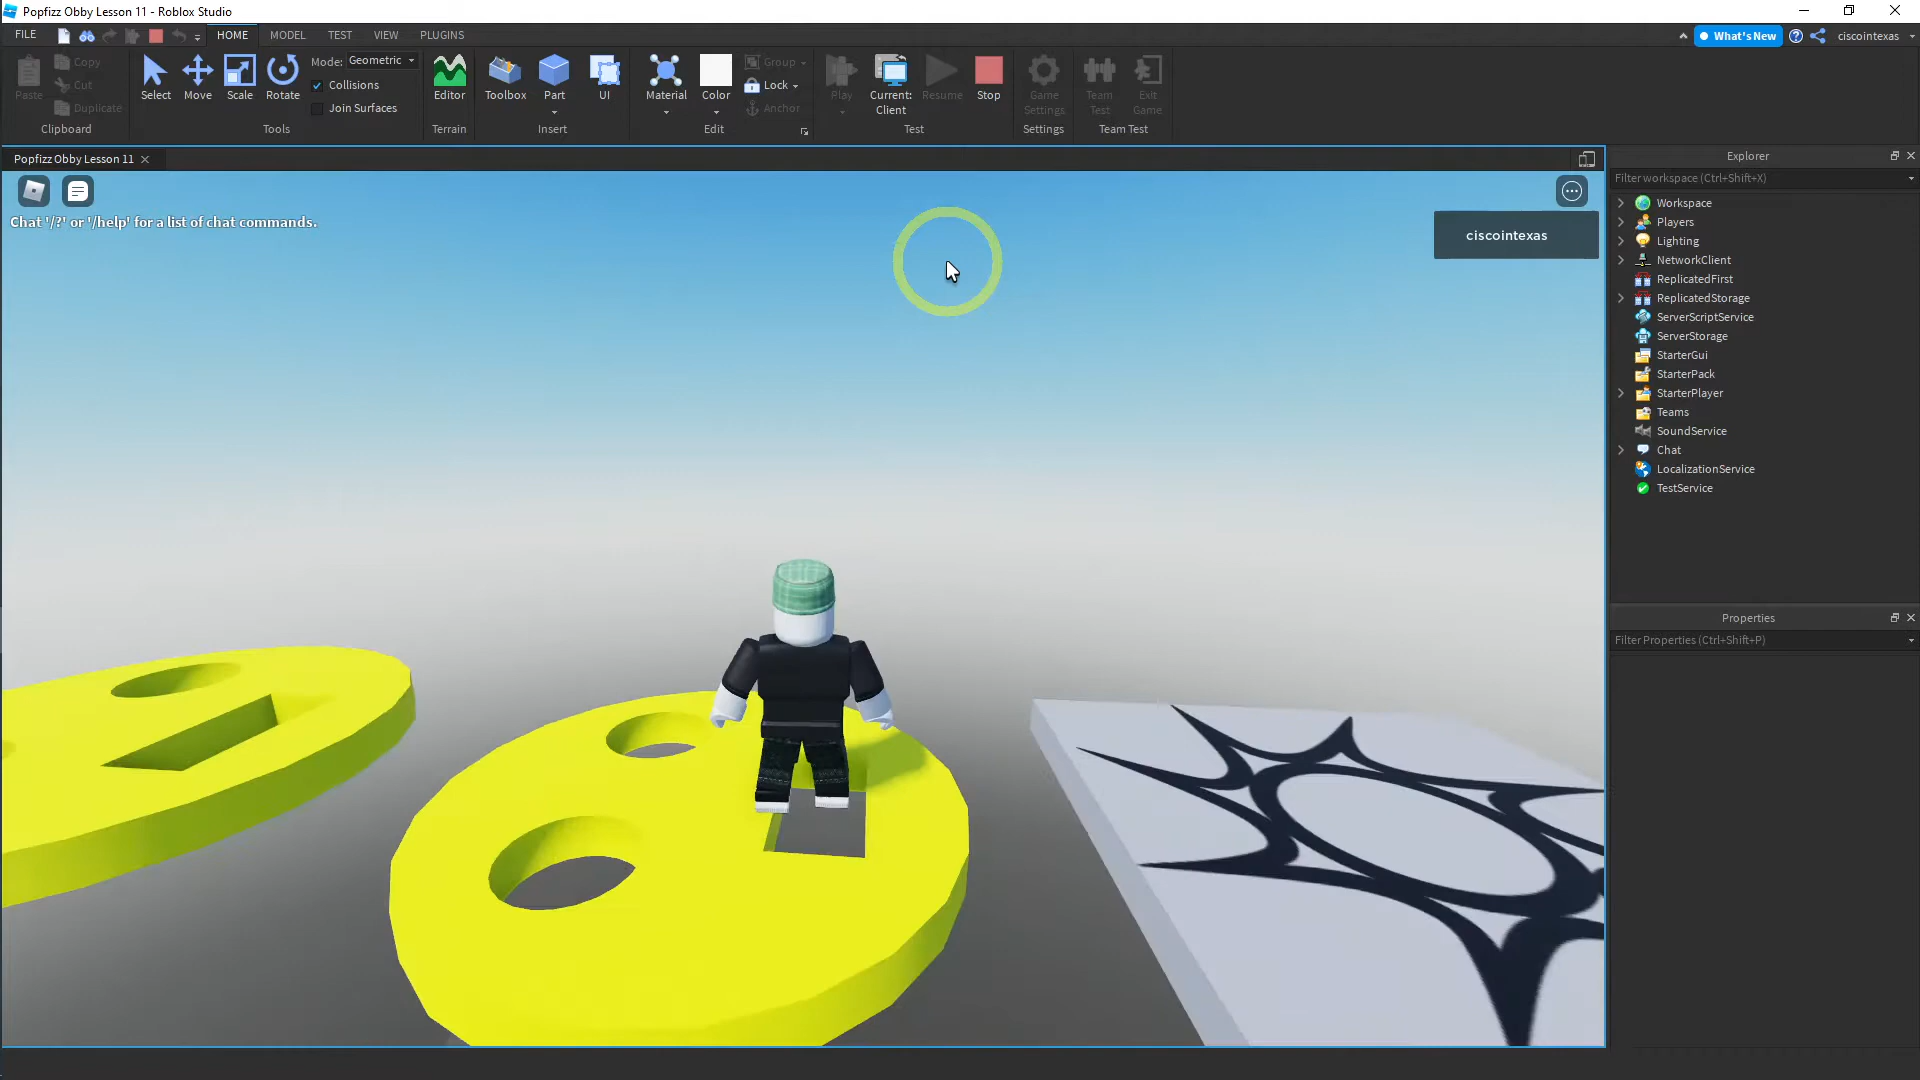 Popfizz Obby Lesson 11 - Roblox Studio
FILE
HOME
MODEL
TEST
VIEW
PLUGINS
What's New
ciscointexas
Paste
Copy
Cut
Duplicate
Clipboard
Select
Move
Scale
Rotate
Mode: Geometric
Collisions
Join Surfaces
Tools
Editor
Terrain
Toolbox
Part
UI
Insert
Material
Color
Group
Lock
Anchor
Edit
Play
Current:
Client
Resume
Stop
Test
Game
Settings
Settings
Team
Test
Exit
Game
Team Test
Popfizz Obby Lesson 11
Chat '/?' or '/help' for a list of chat commands.
ciscointexas
Explorer
Filter workspace (Ctrl+Shift+X)
Workspace
Players
Lighting
NetworkClient
ReplicatedFirst
ReplicatedStorage
ServerScriptService
ServerStorage
StarterGui
StarterPack
StarterPlayer
Teams
SoundService
Chat
LocalizationService
TestService
Properties
Filter Properties (Ctrl+Shift+P)